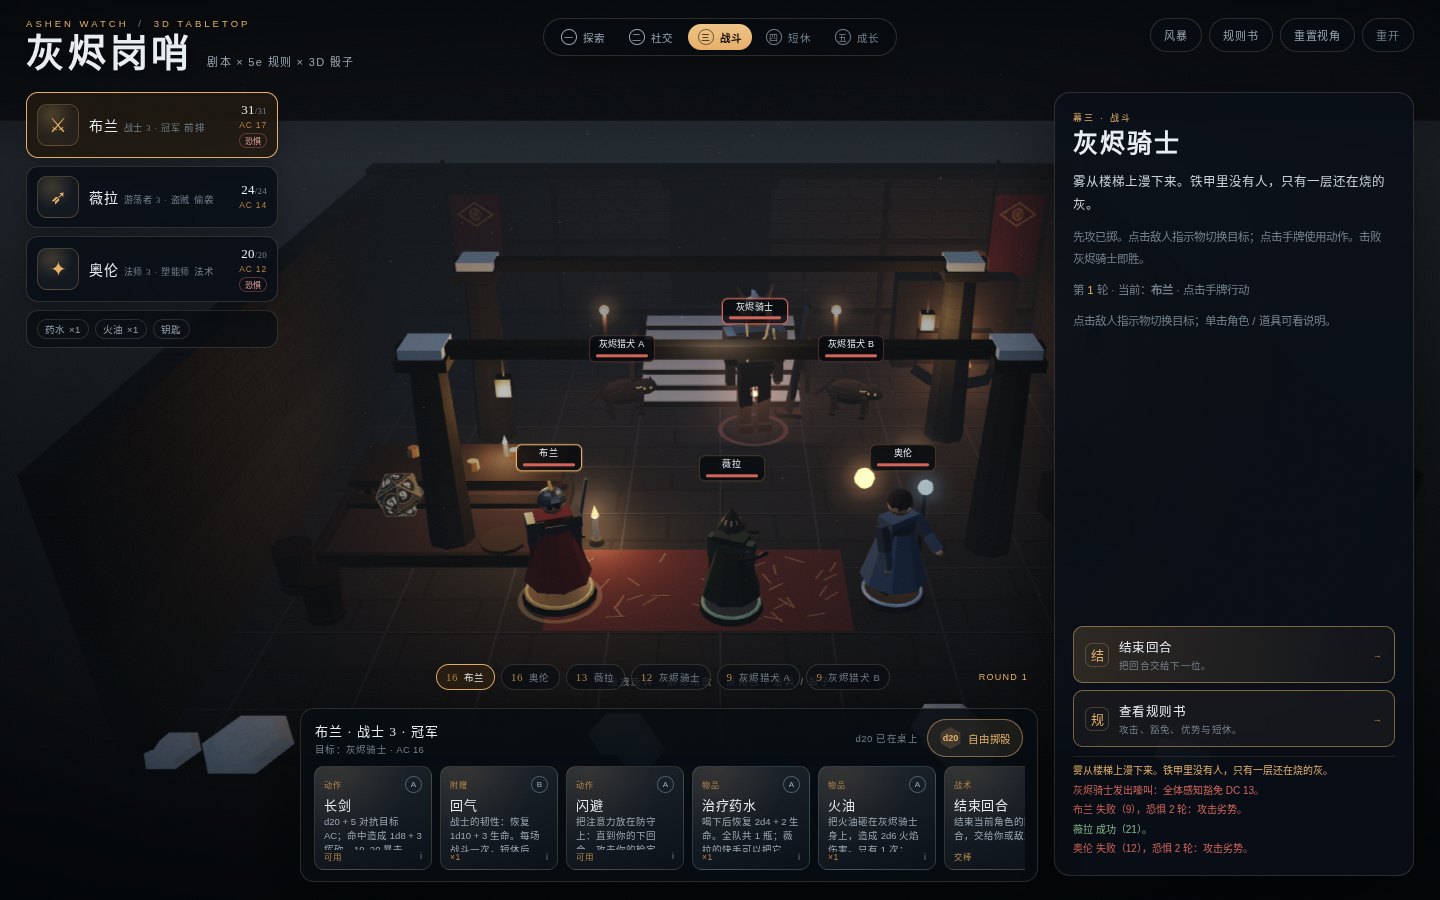 ASHEN WATCH / 3D TABLETOP
灰烬岗哨
剧本 × 5e 规则 × 3D 骰子
一 探索
二 社交
三 战斗
四 短休
五 成长
风暴
规则书
重置视角
重开
布兰 战士 3 · 冠军 前排
31/31
AC 17
恐惧
薇拉 游荡者 3 · 盗贼 偷袭
24/24
AC 14
奥伦 法师 3 · 塑能师 法术
20/20
AC 12
恐惧
药水 ×1
火油 ×1
钥匙
灰烬骑士
灰烬猎犬 A
灰烬猎犬 B
布兰
薇拉
奥伦
幕三 · 战斗
灰烬骑士
雾从楼梯上漫下来。铁甲里没有人，只有一层还在烧的
灰。
先攻已掷。点击敌人指示物切换目标；点击手牌使用动作。击败
灰烬骑士即胜。
第 1 轮 · 当前：布兰 · 点击手牌行动
点击敌人指示物切换目标；单击角色 / 道具可看说明。
结 结束回合 →
把回合交给下一位。
规 查看规则书 →
攻击、豁免、优势与短休。
雾从楼梯上漫下来。铁甲里没有人，只有一层还在烧的灰。
灰烬骑士发出嚎叫：全体感知豁免 DC 13。
布兰 失败（9），恐惧 2 轮：攻击劣势。
薇拉 成功（21）。
奥伦 失败（12），恐惧 2 轮：攻击劣势。
16 布兰
16 奥伦
13 薇拉
12 灰烬骑士
9 灰烬猎犬 A
9 灰烬猎犬 B
ROUND 1
布兰 · 战士 3 · 冠军
目标：灰烬骑士 · AC 16
d20 已在桌上
d20 自由掷骰
动作 A
长剑
d20 + 5 对抗目标
AC；命中造成 1d8 + 3
可用 i
附赠 B
回气
战士的韧性：恢复
1d10 + 3 生命。每场
战斗一次，短休后
×1 i
动作 A
闪避
把注意力放在防守
上：直到你的下回
可用 i
物品 A
治疗药水
喝下后恢复 2d4 + 2 生
命。全队共 1 瓶；薇
拉的快手可以把它
×1 i
物品 A
火油
把火油砸在灰烬骑士
身上，造成 2d6 火焰
伤害。只有 1 次；
×1 i
战术
结束回合
结束当前角色的
合，交给你或敌
交棒